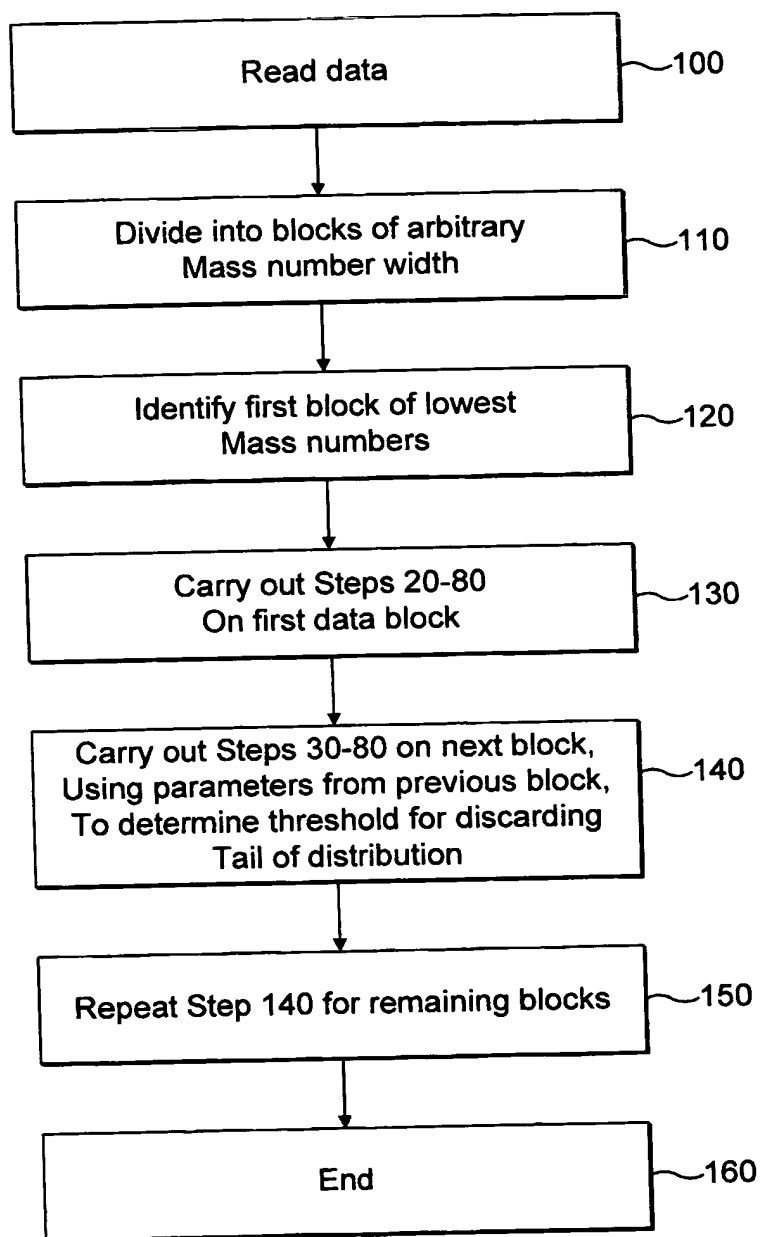 Read data
100
Divide into blocks of arbitrary
Mass number width
110
Identify first block of lowest
Mass numbers
120
Carry out Steps 20-80
On first data block
130
Carry out Steps 30-80 on next block,
Using parameters from previous block,
To determine threshold for discarding
Tail of distribution
140
Repeat Step 140 for remaining blocks
150
End
160